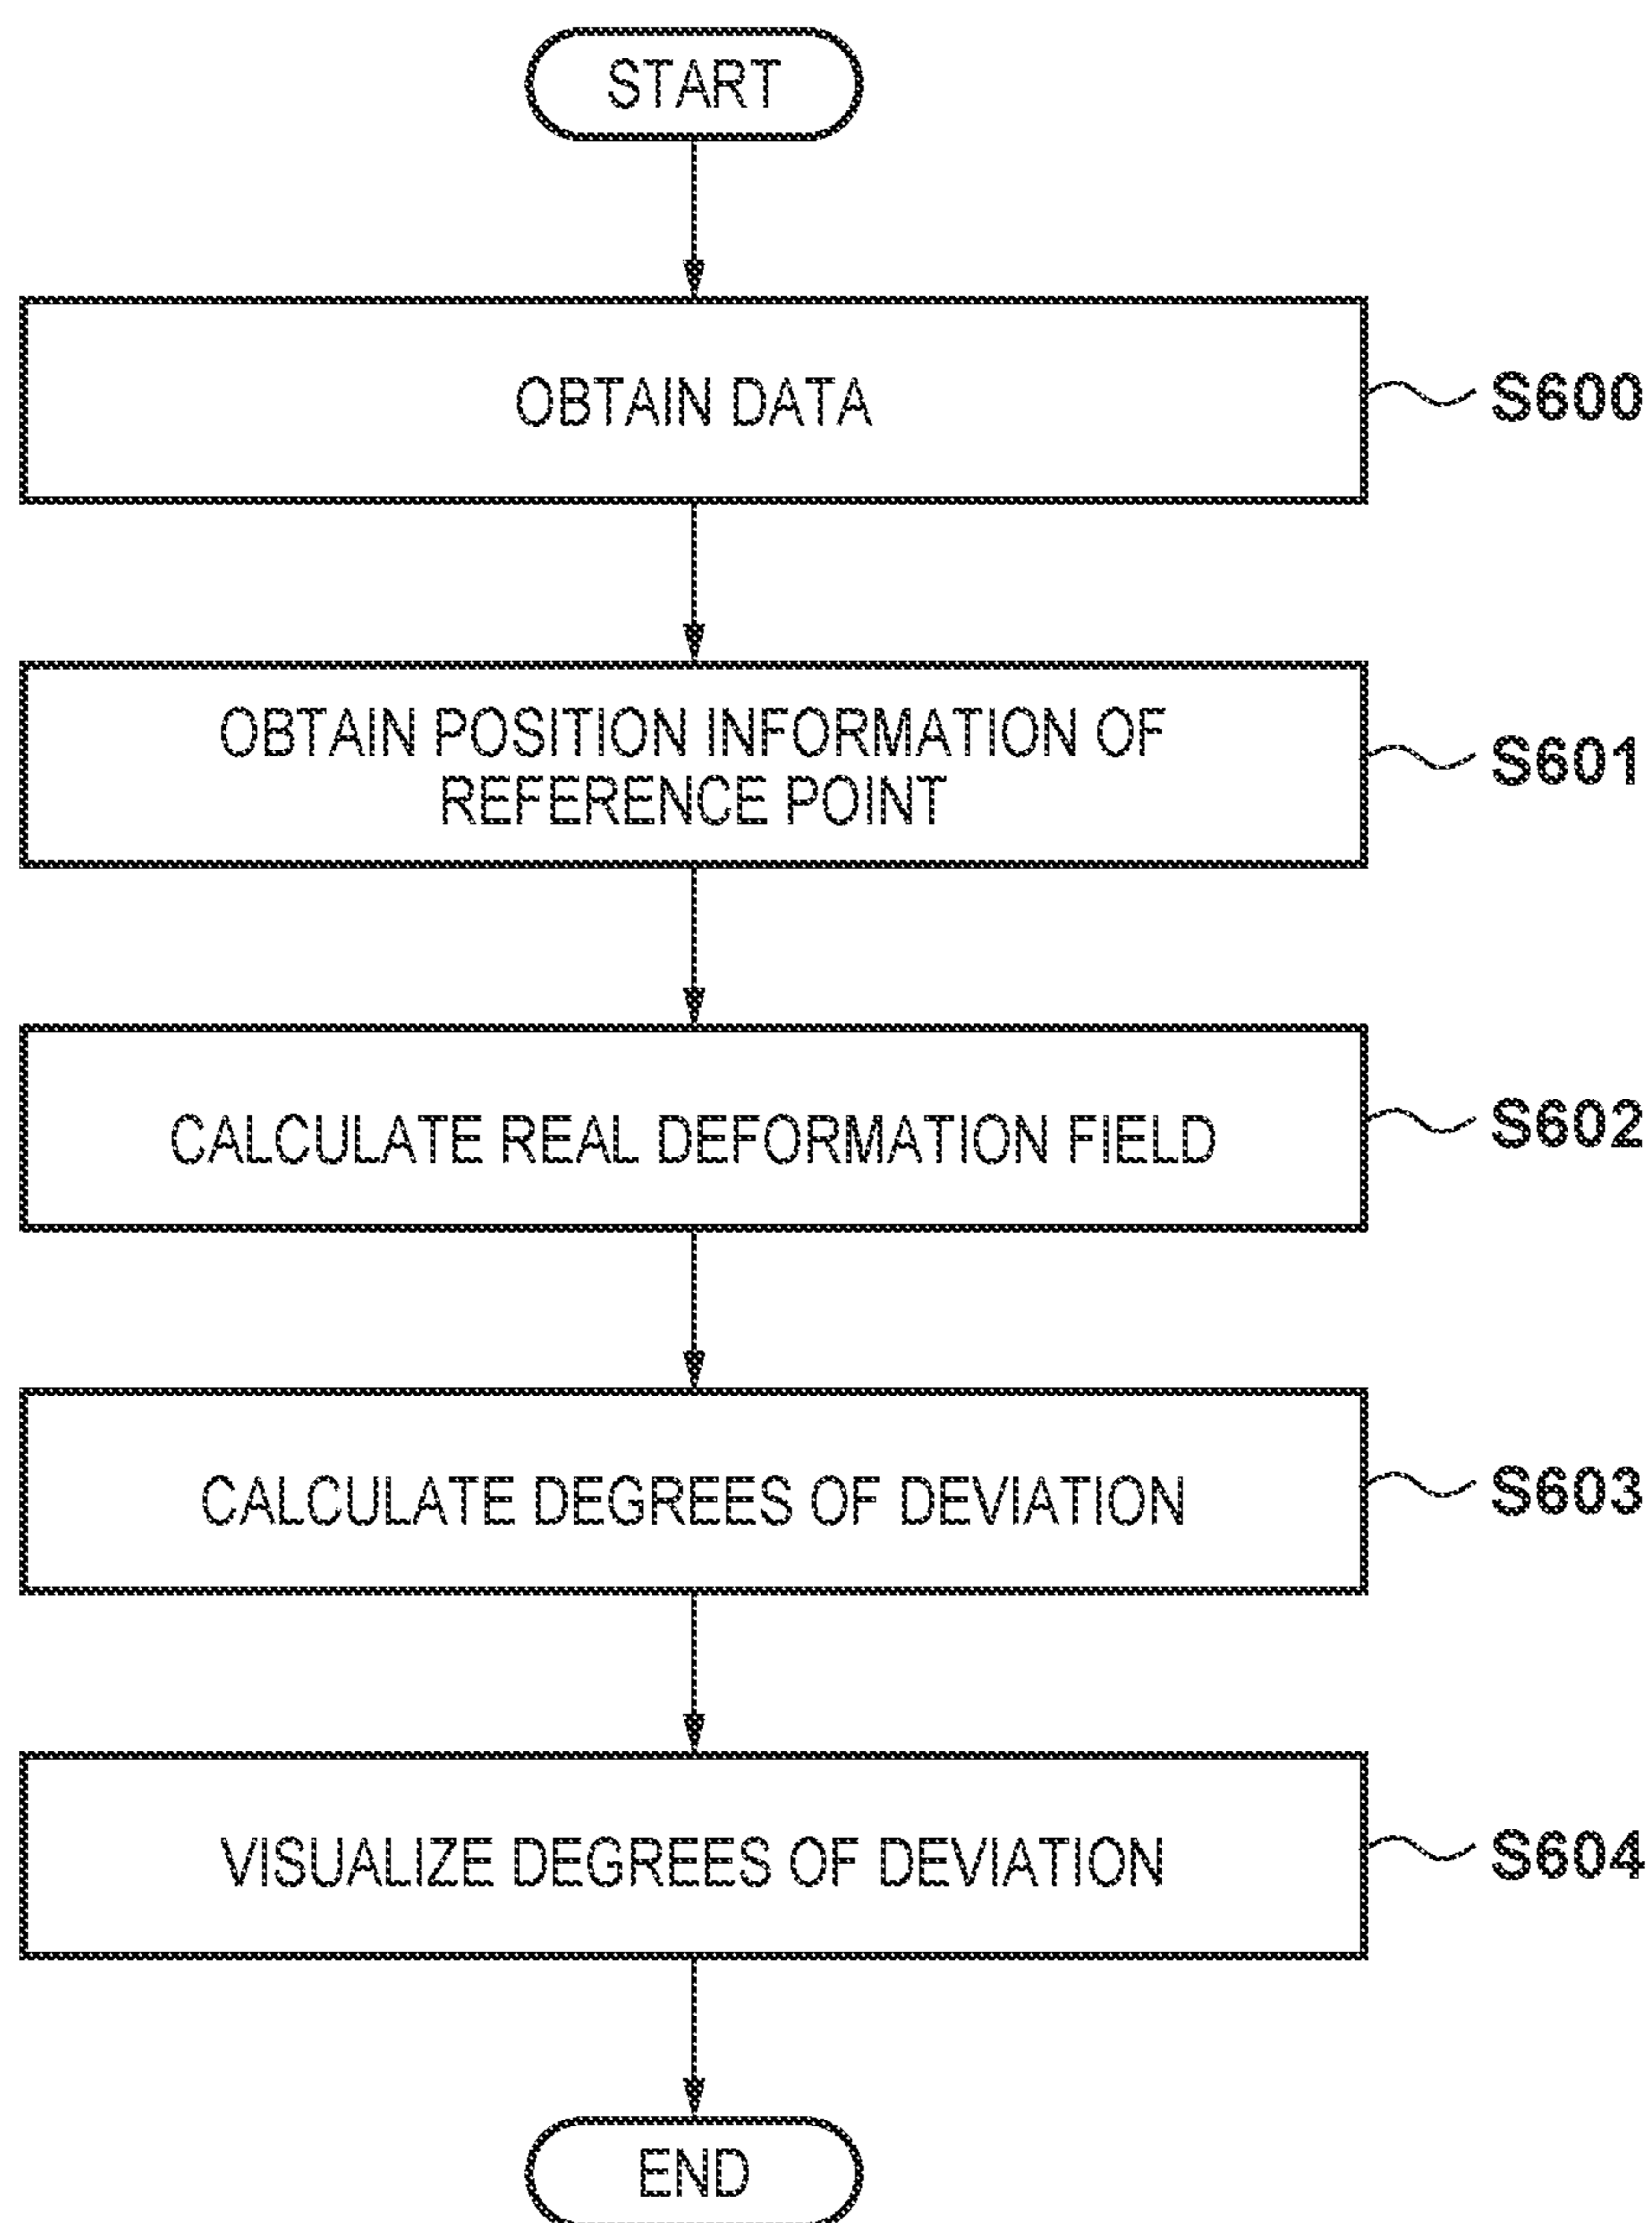 START
OBTAIN DATA
S600
OBTAIN POSITION INFORMATION OF
REFERENCE POINT
S601
CALCULATE REAL DEFORMATION FIELD
S602
CALCULATE DEGREES OF DEVIATION
S603
VISUALIZE DEGREES OF DEVIATION
S604
END